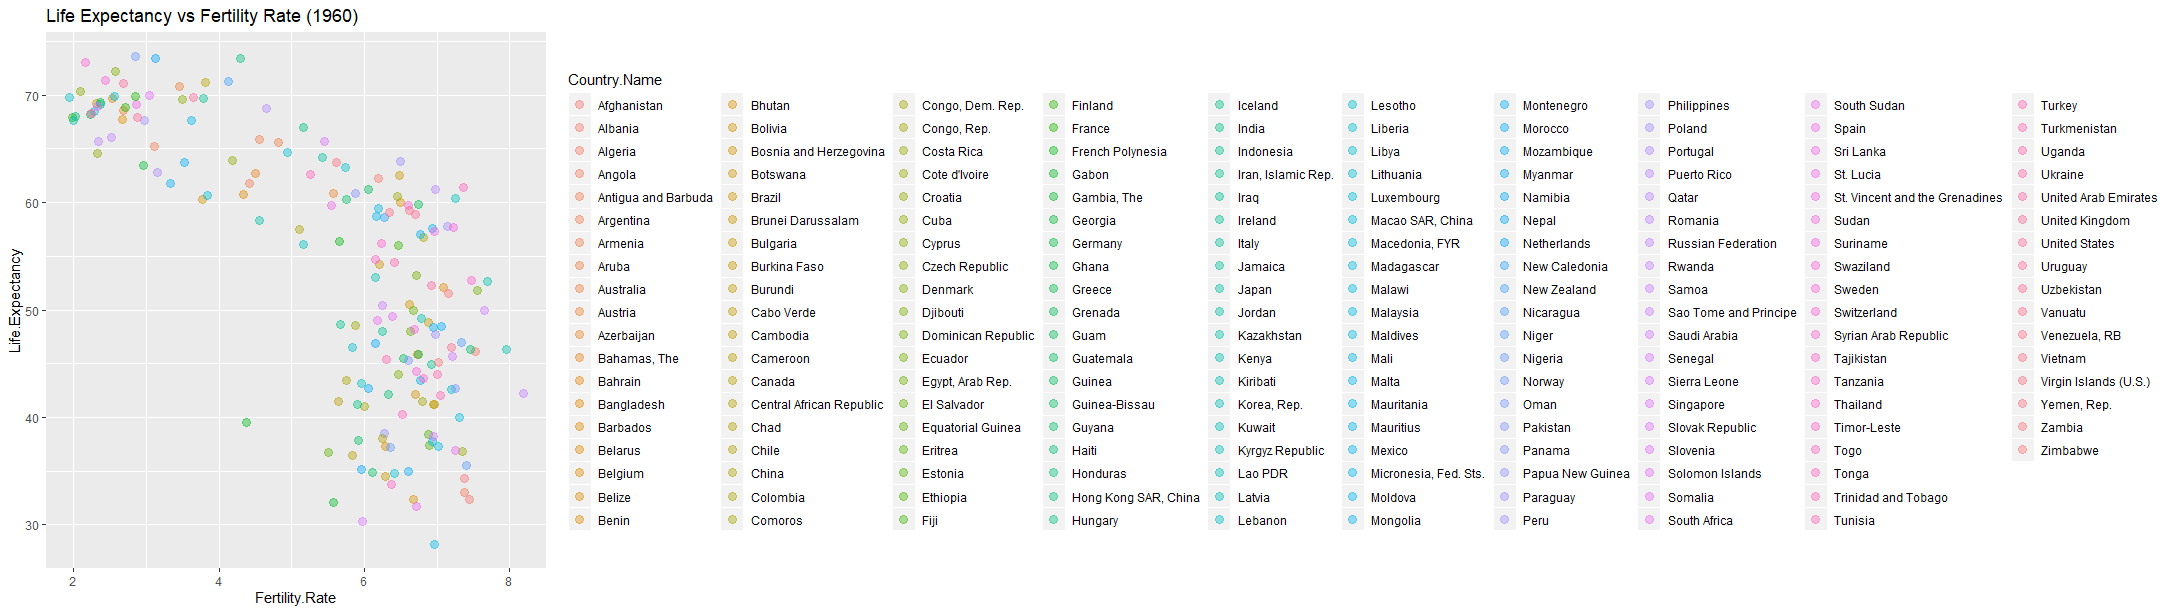 Life Expectancy vs Fertility Rate (1960)
Life.Expectancy
70
60
50
40
30
2 4 6 8
Fertility.Rate
Country.Name
Afghanistan
Albania
Algeria
Angola
Antigua and Barbuda
Argentina
Armenia
Aruba
Australia
Austria
Azerbaijan
Bahamas, The
Bahrain
Bangladesh
Barbados
Belarus
Belgium
Belize
Benin
Bhutan
Bolivia
Bosnia and Herzegovina
Botswana
Brazil
Brunei Darussalam
Bulgaria
Burkina Faso
Burundi
Cabo Verde
Cambodia
Cameroon
Canada
Central African Republic
Chad
Chile
China
Colombia
Comoros
Congo, Dem. Rep.
Congo, Rep.
Costa Rica
Cote d'Ivoire
Croatia
Cuba
Cyprus
Czech Republic
Denmark
Djibouti
Dominican Republic
Ecuador
Egypt, Arab Rep.
El Salvador
Equatorial Guinea
Eritrea
Estonia
Ethiopia
Fiji
Finland
France
French Polynesia
Gabon
Gambia, The
Georgia
Germany
Ghana
Greece
Grenada
Guam
Guatemala
Guinea
Guinea-Bissau
Guyana
Haiti
Honduras
Hong Kong SAR, China
Hungary
Iceland
India
Indonesia
Iran, Islamic Rep.
Iraq
Ireland
Italy
Jamaica
Japan
Jordan
Kazakhstan
Kenya
Kiribati
Korea, Rep.
Kuwait
Kyrgyz Republic
Lao PDR
Latvia
Lebanon
Lesotho
Liberia
Libya
Lithuania
Luxembourg
Macao SAR, China
Macedonia, FYR
Madagascar
Malawi
Malaysia
Maldives
Mali
Malta
Mauritania
Mauritius
Mexico
Micronesia, Fed. Sts.
Moldova
Mongolia
Montenegro
Morocco
Mozambique
Myanmar
Namibia
Nepal
Netherlands
New Caledonia
New Zealand
Nicaragua
Niger
Nigeria
Norway
Oman
Pakistan
Panama
Papua New Guinea
Paraguay
Peru
Philippines
Poland
Portugal
Puerto Rico
Qatar
Romania
Russian Federation
Rwanda
Samoa
Sao Tome and Principe
Saudi Arabia
Senegal
Sierra Leone
Singapore
Slovak Republic
Slovenia
Solomon Islands
Somalia
South Africa
South Sudan
Spain
Sri Lanka
St. Lucia
St. Vincent and the Grenadines
Sudan
Suriname
Swaziland
Sweden
Switzerland
Syrian Arab Republic
Tajikistan
Tanzania
Thailand
Timor-Leste
Togo
Tonga
Trinidad and Tobago
Tunisia
Turkey
Turkmenistan
Uganda
Ukraine
United Arab Emirates
United Kingdom
United States
Uruguay
Uzbekistan
Vanuatu
Venezuela, RB
Vietnam
Virgin Islands (U.S.)
Yemen, Rep.
Zambia
Zimbabwe